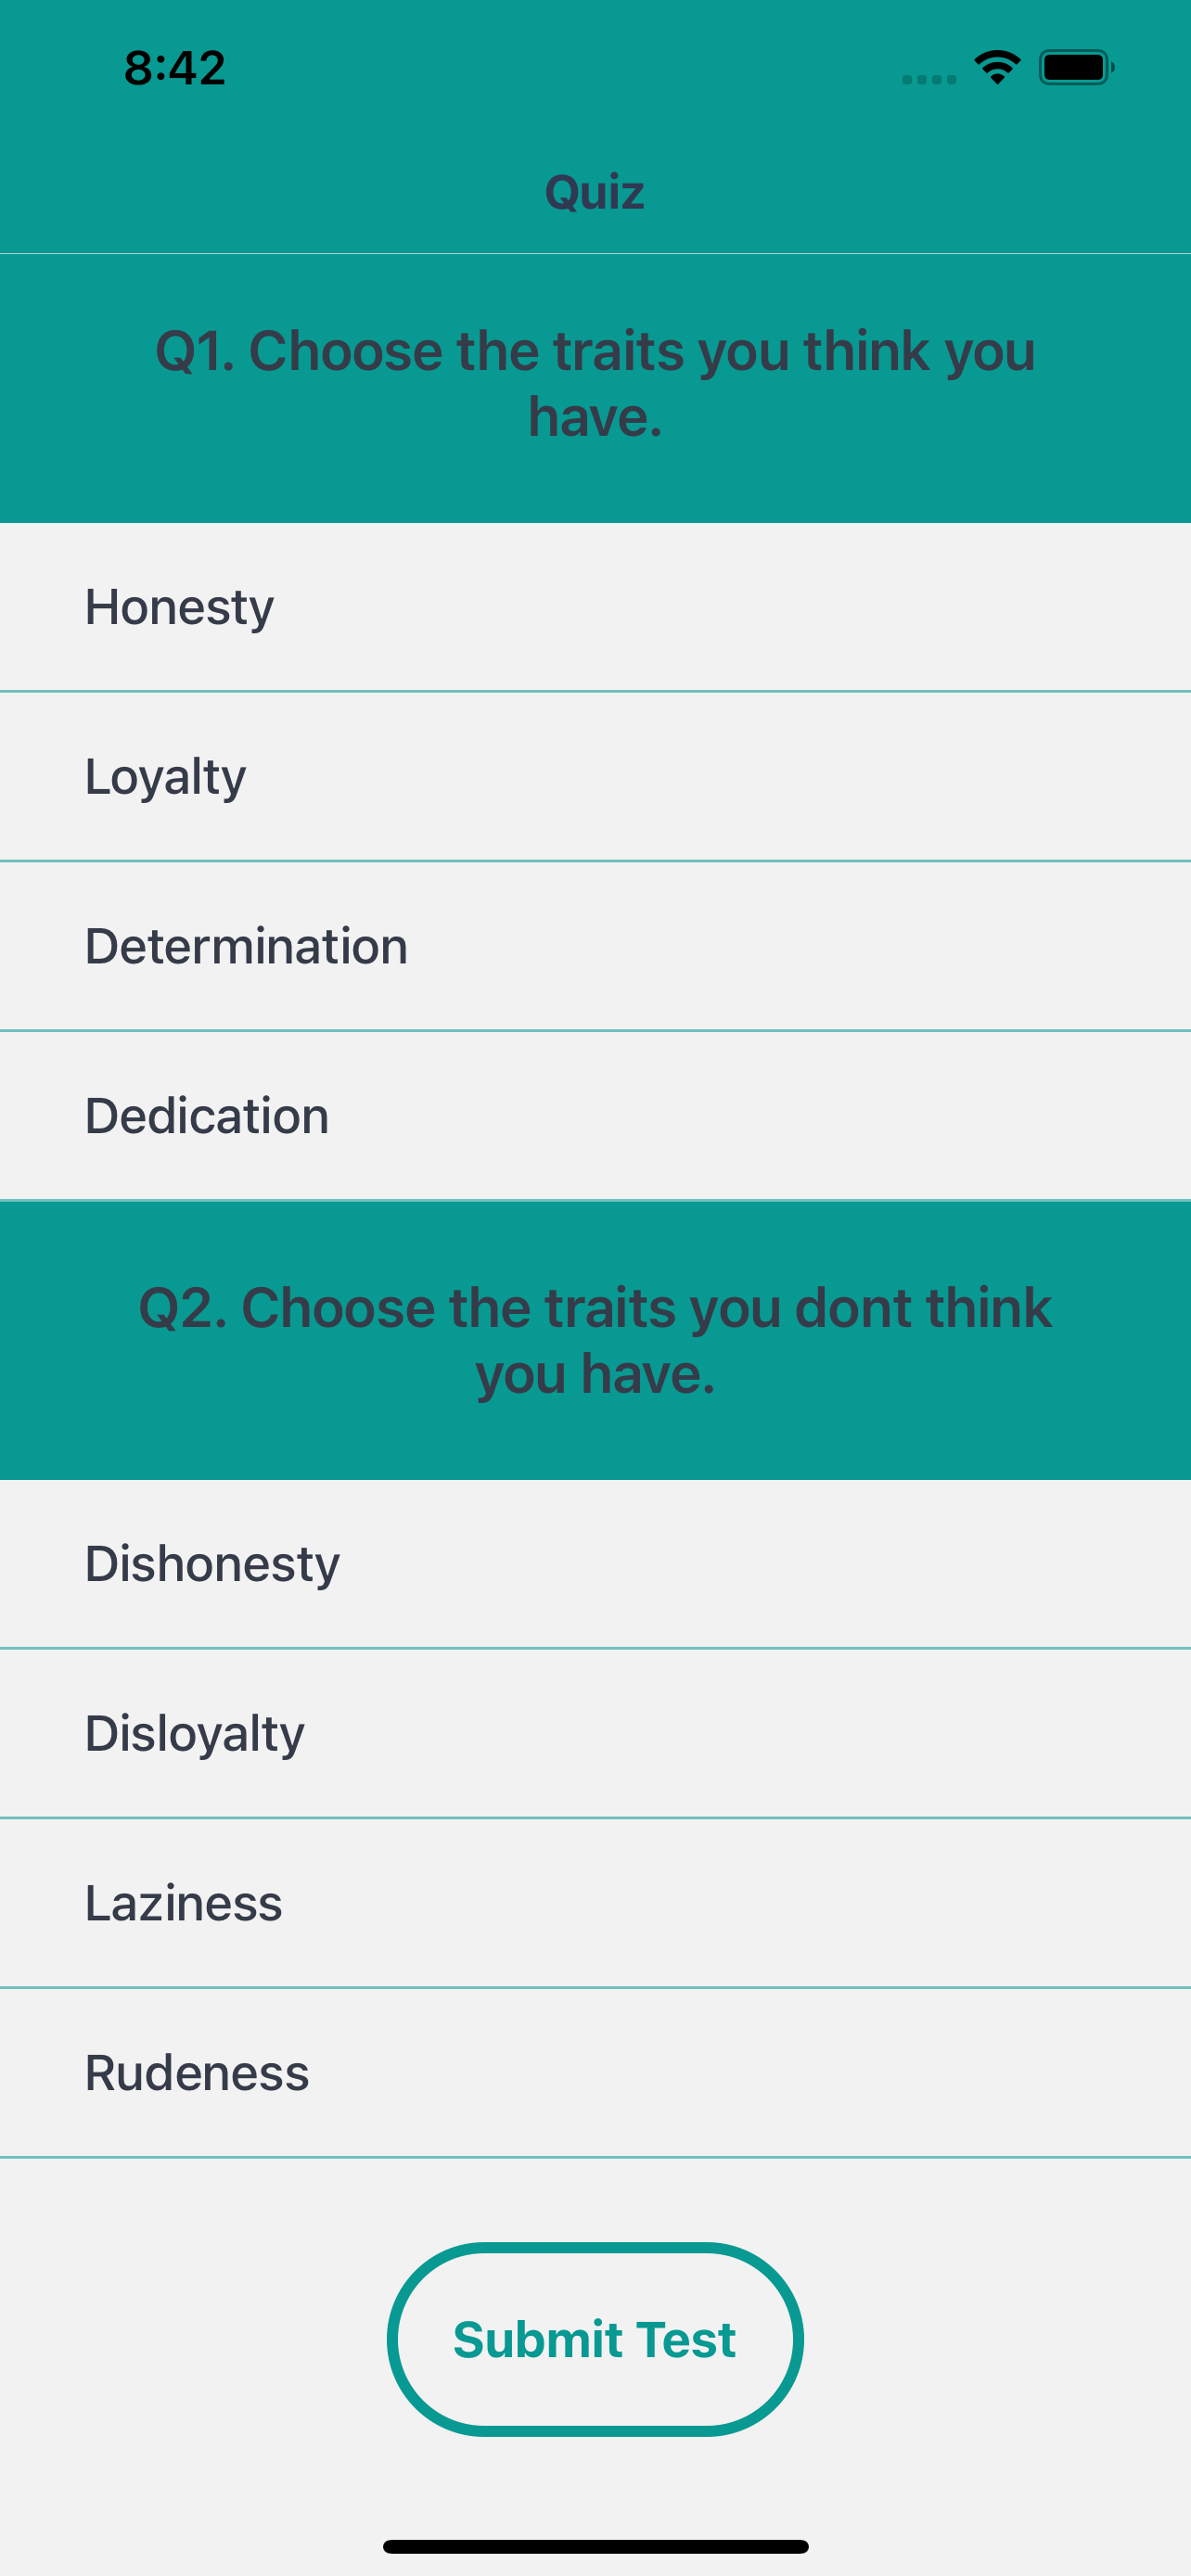 8:42
Quiz
Q1. Choose the traits you think you
have.
Honesty
Loyalty
Determination
Dedication
Q2. Choose the traits you dont think
you have.
Dishonesty
Disloyalty
Laziness
Rudeness
Submit Test